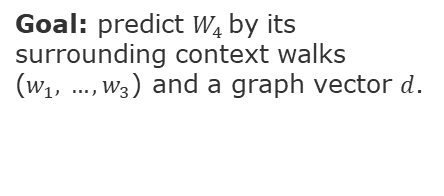 Goal: predict W₄ by its
surrounding context walks
(w₁, …, w₃) and a graph vector d.